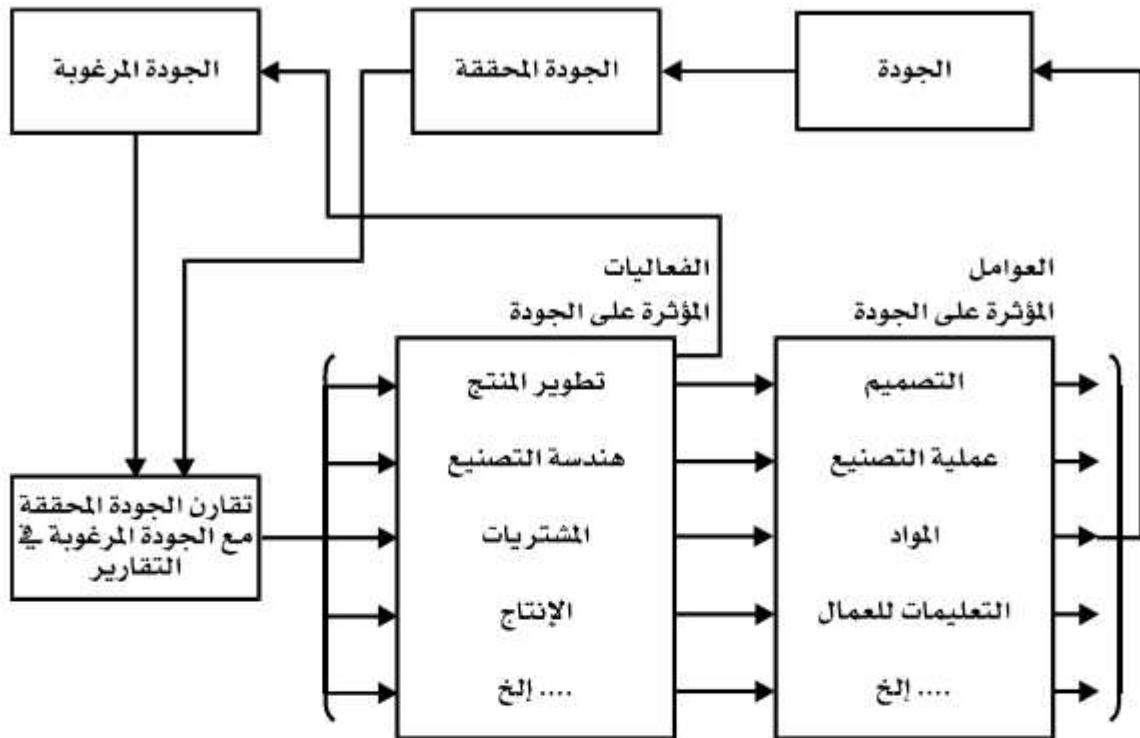 الجودة
الجودة المحققة
الجودة المرغوبة
العوامل
المؤثرة على الجودة
الفعاليات
المؤثرة على الجودة
التصميم
تطوير المنتج
عملية التصنيع
هندسة التصنيع
المواد
المشتريات
التعليمات للعمال
الإنتاج
.... إلخ
.... إلخ
تقارن الجودة المحققة
مع الجودة المرغوبة في
التقارير